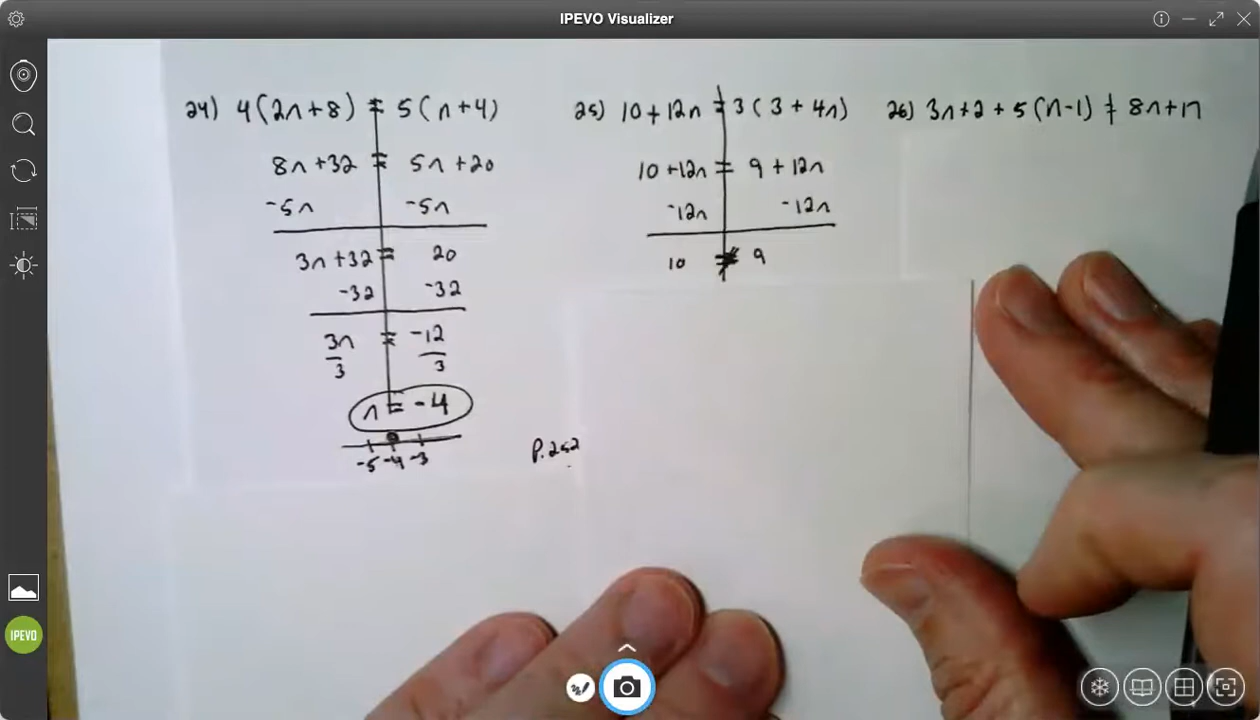 IPEVO Visualizer
24) 4(2n+8) = 5(n+4)
8n+32 = 5n+20
-5n -5n
3n+32 = 20
-32 -32
3n = -12
3 3
n = -4
-5 -4 -3
25) 10+12n = 3(3+4n)
10+12n = 9+12n
-12n -12n
10 ≠ 9
P.252
26) 3n+2+5(n-1) = 8n+17
IPEVO